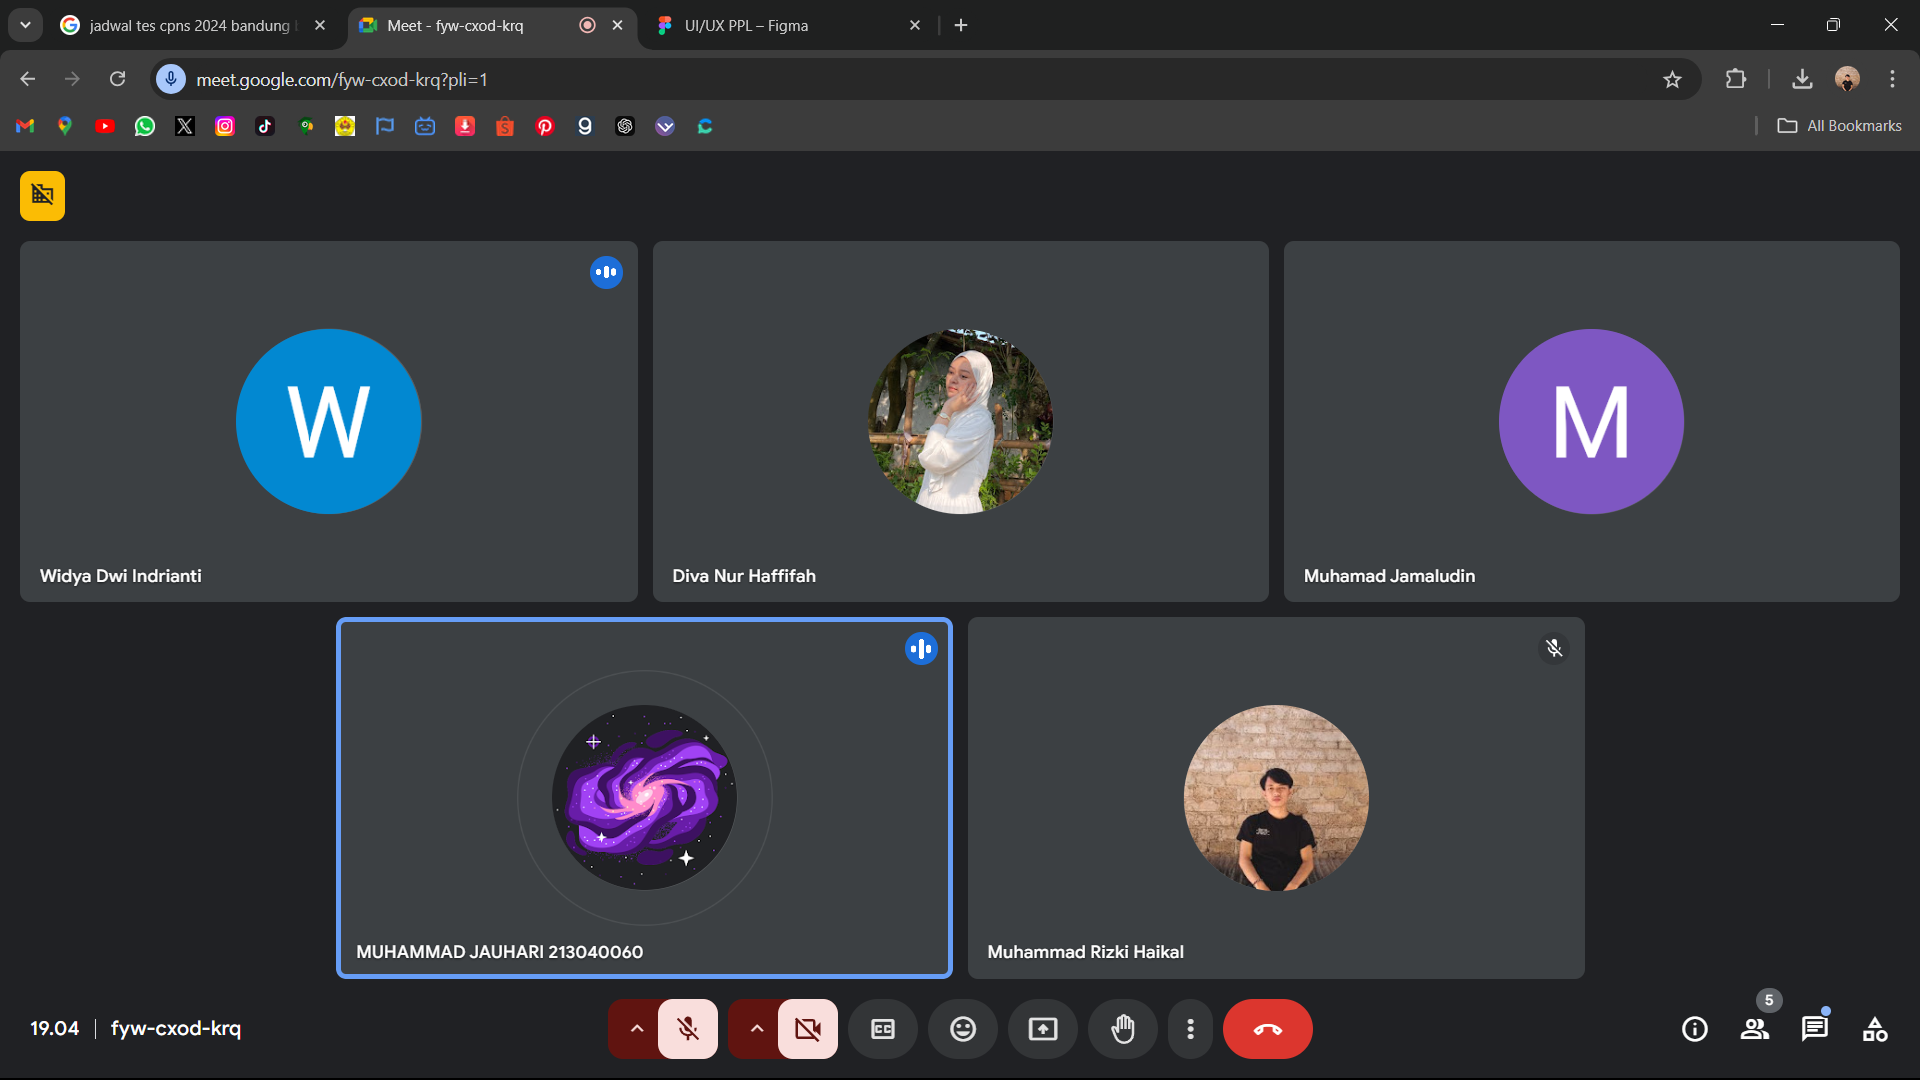 jadwal tes cpns 2024 bandung
Meet - fyw-cxod-krq
UI/UX PPL – Figma
meet.google.com/fyw-cxod-krq?pli=1
All Bookmarks
W
M
Widya Dwi Indrianti
Diva Nur Haffifah
Muhamad Jamaludin
MUHAMMAD JAUHARI 213040060
Muhammad Rizki Haikal
19.04
fyw-cxod-krq
CC
5